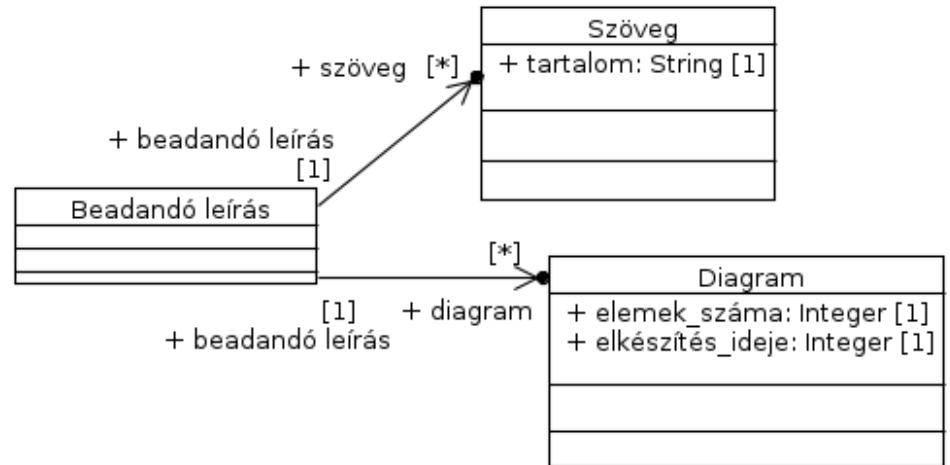 Szöveg
+ szöveg [*]
+ tartalom: String [1]
+ beadandó leírás
[1]
Beadandó leírás
[*]
Diagram
[1]
+ diagram
+ beadandó leírás
+ elemek_száma: Integer [1]
+ elkészítés_ideje: Integer [1]